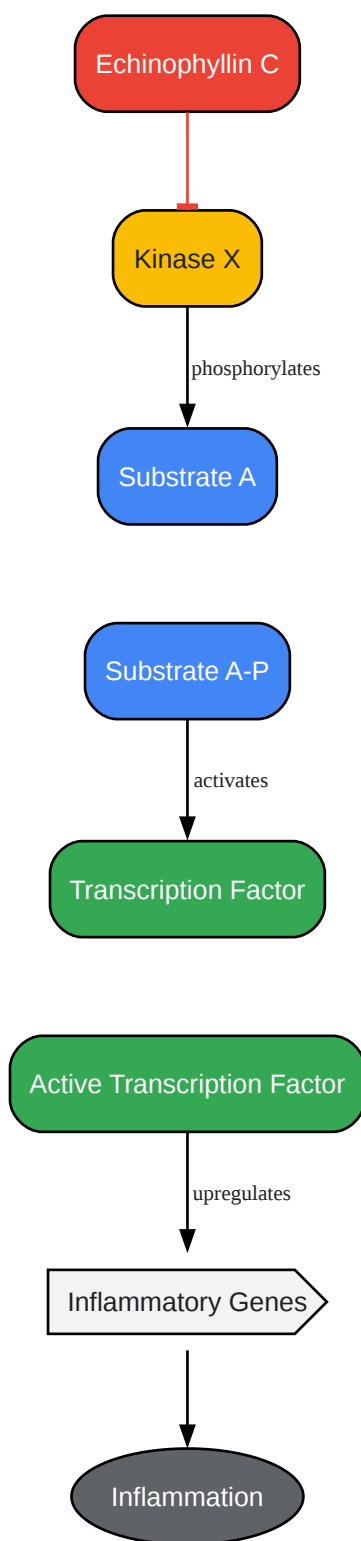 Echinophyllin C
Kinase X
phosphorylates
Substrate A
Substrate A-P
activates
Transcription Factor
Active Transcription Factor
upregulates
Inflammatory Genes
Inflammation